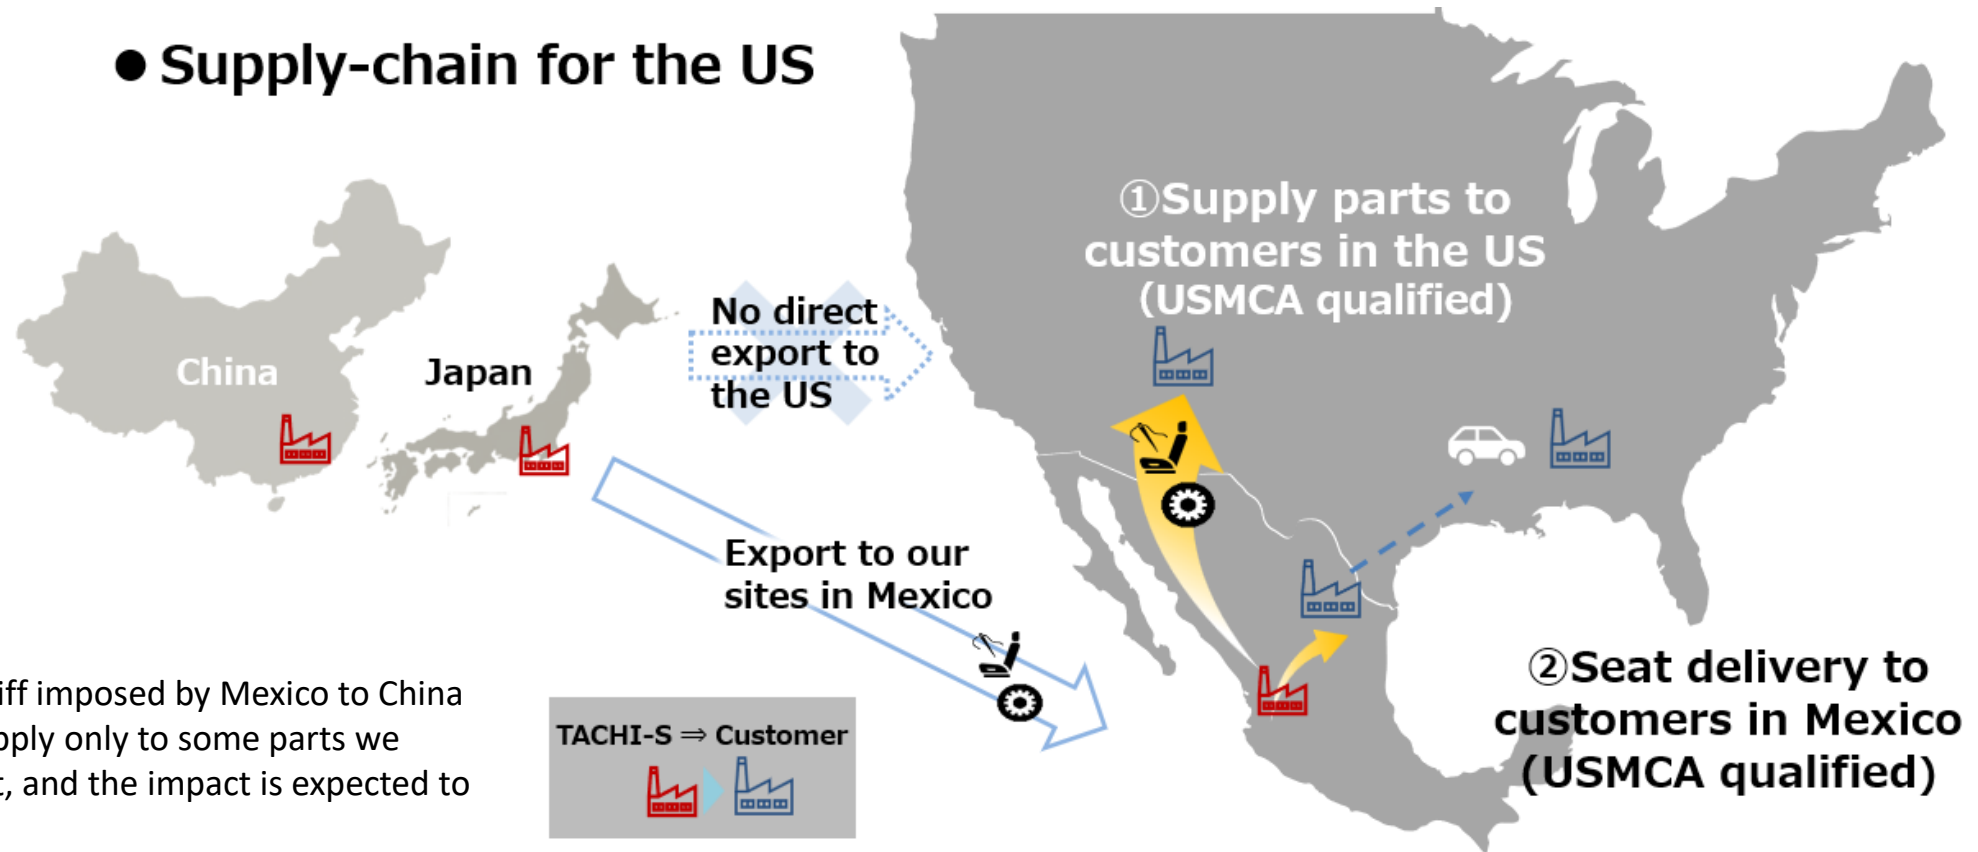 ● Supply-chain for the US
①Supply parts to
customers in the US
(USMCA qualified)
China
Japan
No direct
export to
the US
Export to our
sites in Mexico
②Seat delivery to
customers in Mexico
(USMCA qualified)
iff imposed by Mexico to China
pply only to some parts we
t, and the impact is expected to
TACHI-S ⇒ Customer